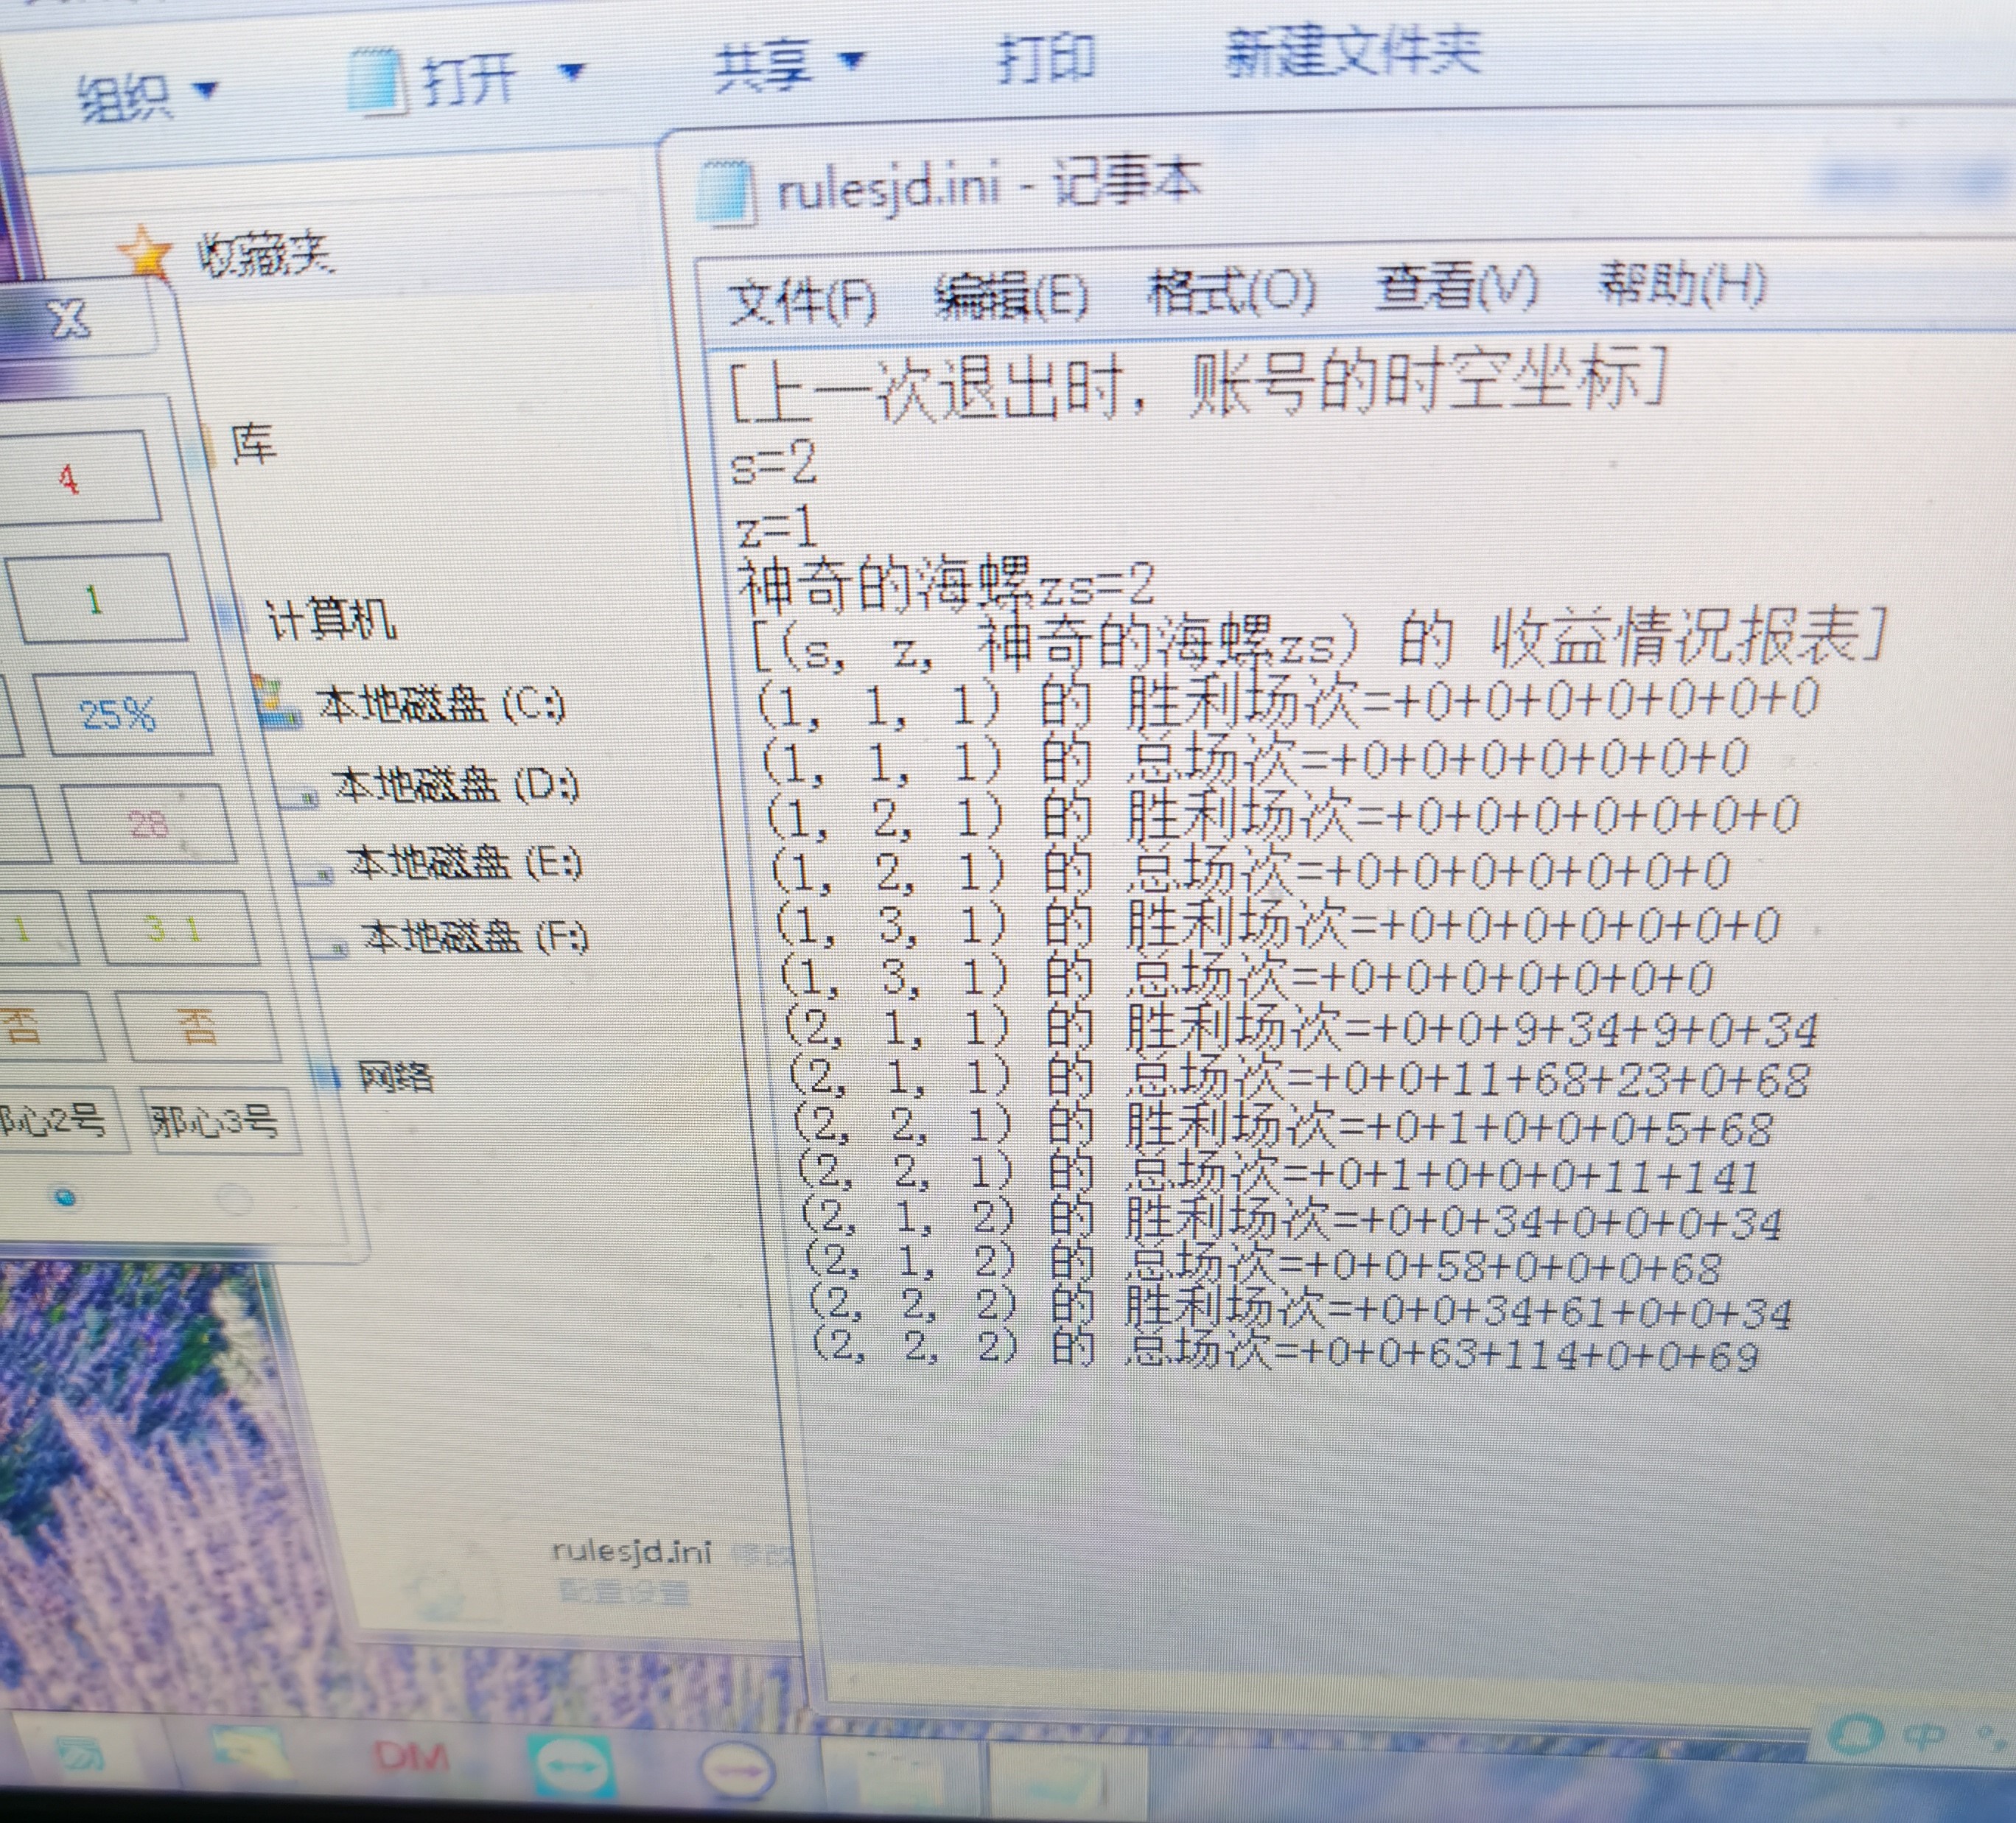 组织 打开 共享 打印 新建文件夹
rulesjd.ini - 记事本
收藏夹
X
文件(F) 编辑(E) 格式(O) 查看(V) 帮助(H)
[上一次退出时，账号的时空坐标]
s=2
z=1
神奇的海螺zs=2
[(s, z, 神奇的海螺zs) 的 收益情况报表]
(1, 1, 1) 的 胜利场次=+0+0+0+0+0+0+0
(1, 1, 1) 的 总场次=+0+0+0+0+0+0+0
(1, 2, 1) 的 胜利场次=+0+0+0+0+0+0+0
(1, 2, 1) 的 总场次=+0+0+0+0+0+0+0
(1, 3, 1) 的 胜利场次=+0+0+0+0+0+0+0
(1, 3, 1) 的 总场次=+0+0+0+0+0+0+0
(2, 1, 1) 的 胜利场次=+0+0+9+34+9+0+34
(2, 1, 1) 的 总场次=+0+0+11+68+23+0+68
(2, 2, 1) 的 胜利场次=+0+1+0+0+0+5+68
(2, 2, 1) 的 总场次=+0+1+0+0+0+11+141
(2, 1, 2) 的 胜利场次=+0+0+34+0+0+0+34
(2, 1, 2) 的 总场次=+0+0+58+0+0+0+68
(2, 2, 2) 的 胜利场次=+0+0+34+61+0+0+34
(2, 2, 2) 的 总场次=+0+0+63+114+0+0+69
库
计算机
本地磁盘 (C:)
本地磁盘 (D:)
本地磁盘 (E:)
本地磁盘 (F:)
网络
4
1
25%
28
.1 3.1
否 否
心2号 邪心3号
rulesjd.ini 修改
配置设置
DM
中